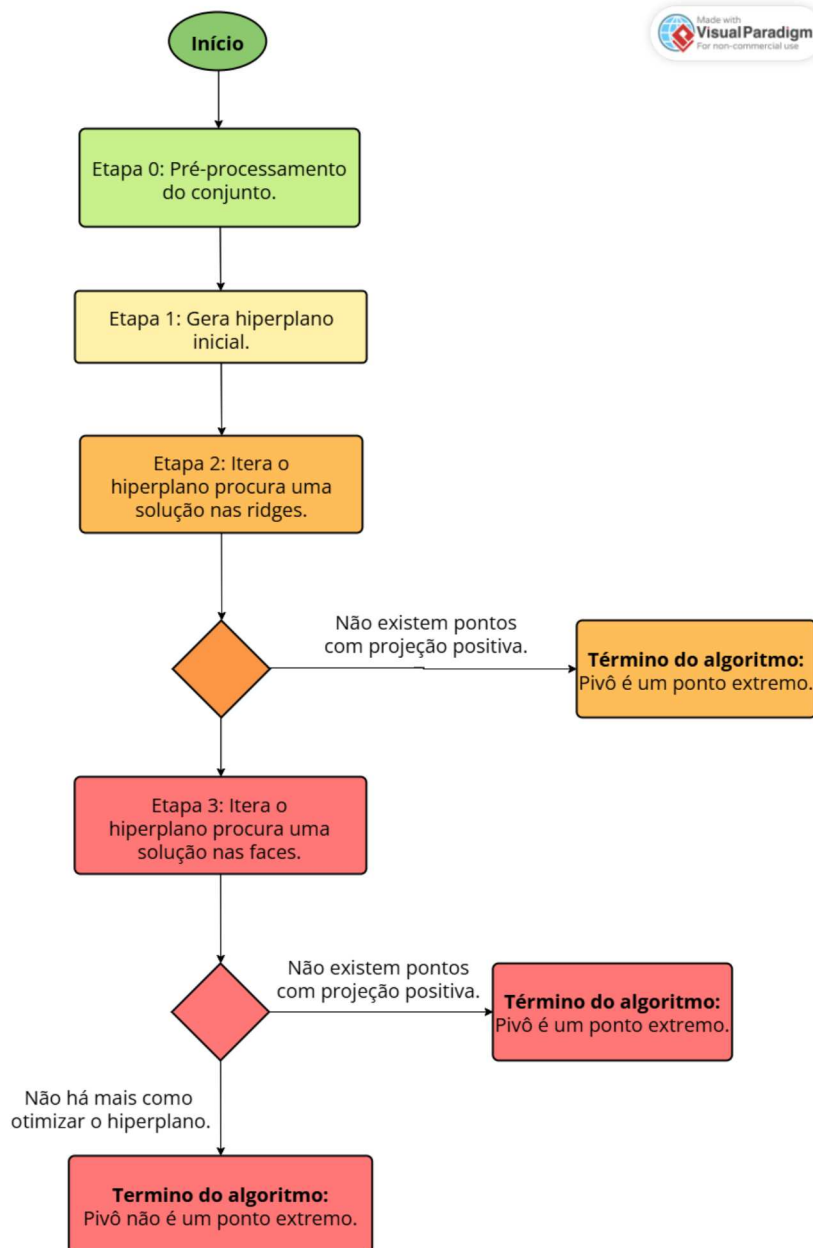 Made with
Visual Paradigm
For non-commercial use
Início
Etapa 0: Pré-processamento
do conjunto.
Etapa 1: Gera hiperplano
inicial.
Etapa 2: Itera o
hiperplano procura uma
solução nas ridges.
Não existem pontos
com projeção positiva.
Término do algoritmo:
Pivô é um ponto extremo.
Etapa 3: Itera o
hiperplano procura uma
solução nas faces.
Não existem pontos
com projeção positiva.
Término do algoritmo:
Pivô é um ponto extremo.
Não há mais como
otimizar o hiperplano.
Termino do algoritmo:
Pivô não é um ponto extremo.